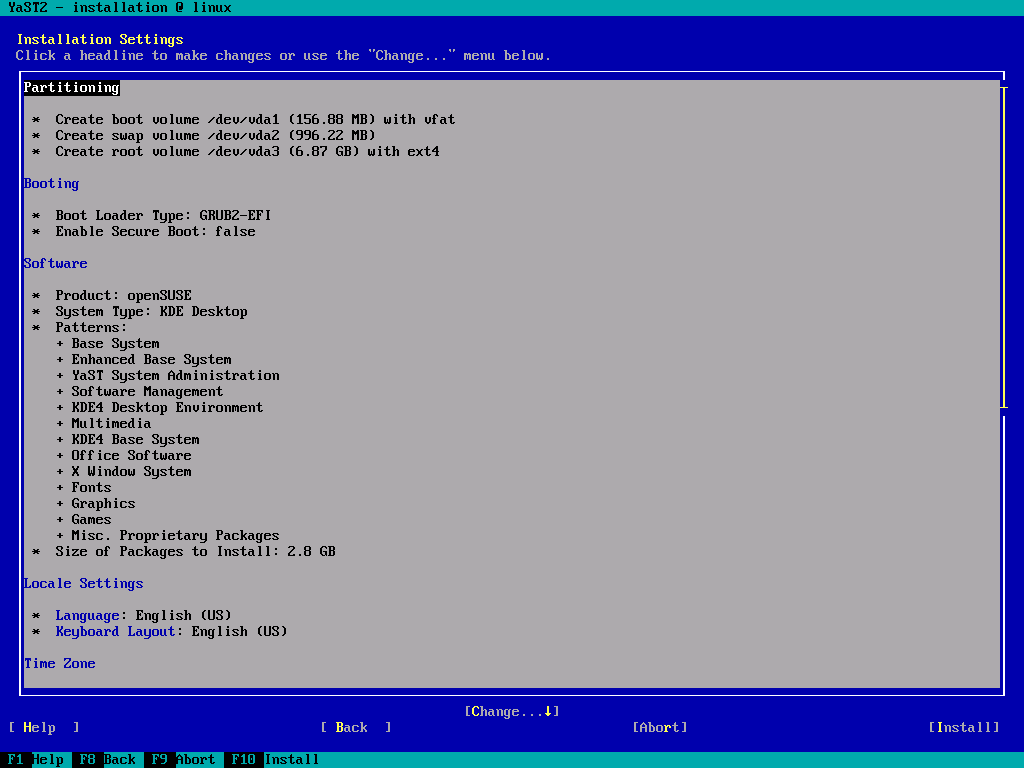 YaST2 - installation @ linux
Installation Settings
Click a headline to make changes or use the "Change..." menu below.
Partitioning
* Create boot volume /dev/vda1 (156.88 MB) with vfat
* Create swap volume /dev/vda2 (996.22 MB)
* Create root volume /dev/vda3 (6.87 GB) with ext4
Booting
* Boot Loader Type: GRUB2-EFI
* Enable Secure Boot: false
Software
* Product: openSUSE
* System Type: KDE Desktop
* Patterns:
+ Base System
+ Enhanced Base System
+ YaST System Administration
+ Software Management
+ KDE4 Desktop Environment
+ Multimedia
+ KDE4 Base System
+ Office Software
+ X Window System
+ Fonts
+ Graphics
+ Games
+ Misc. Proprietary Packages
* Size of Packages to Install: 2.8 GB
Locale Settings
* Language: English (US)
* Keyboard Layout: English (US)
Time Zone
[Change...↓]
[ Help ] [ Back ] [Abort] [Install]
F1 Help F8 Back F9 Abort F10 Install